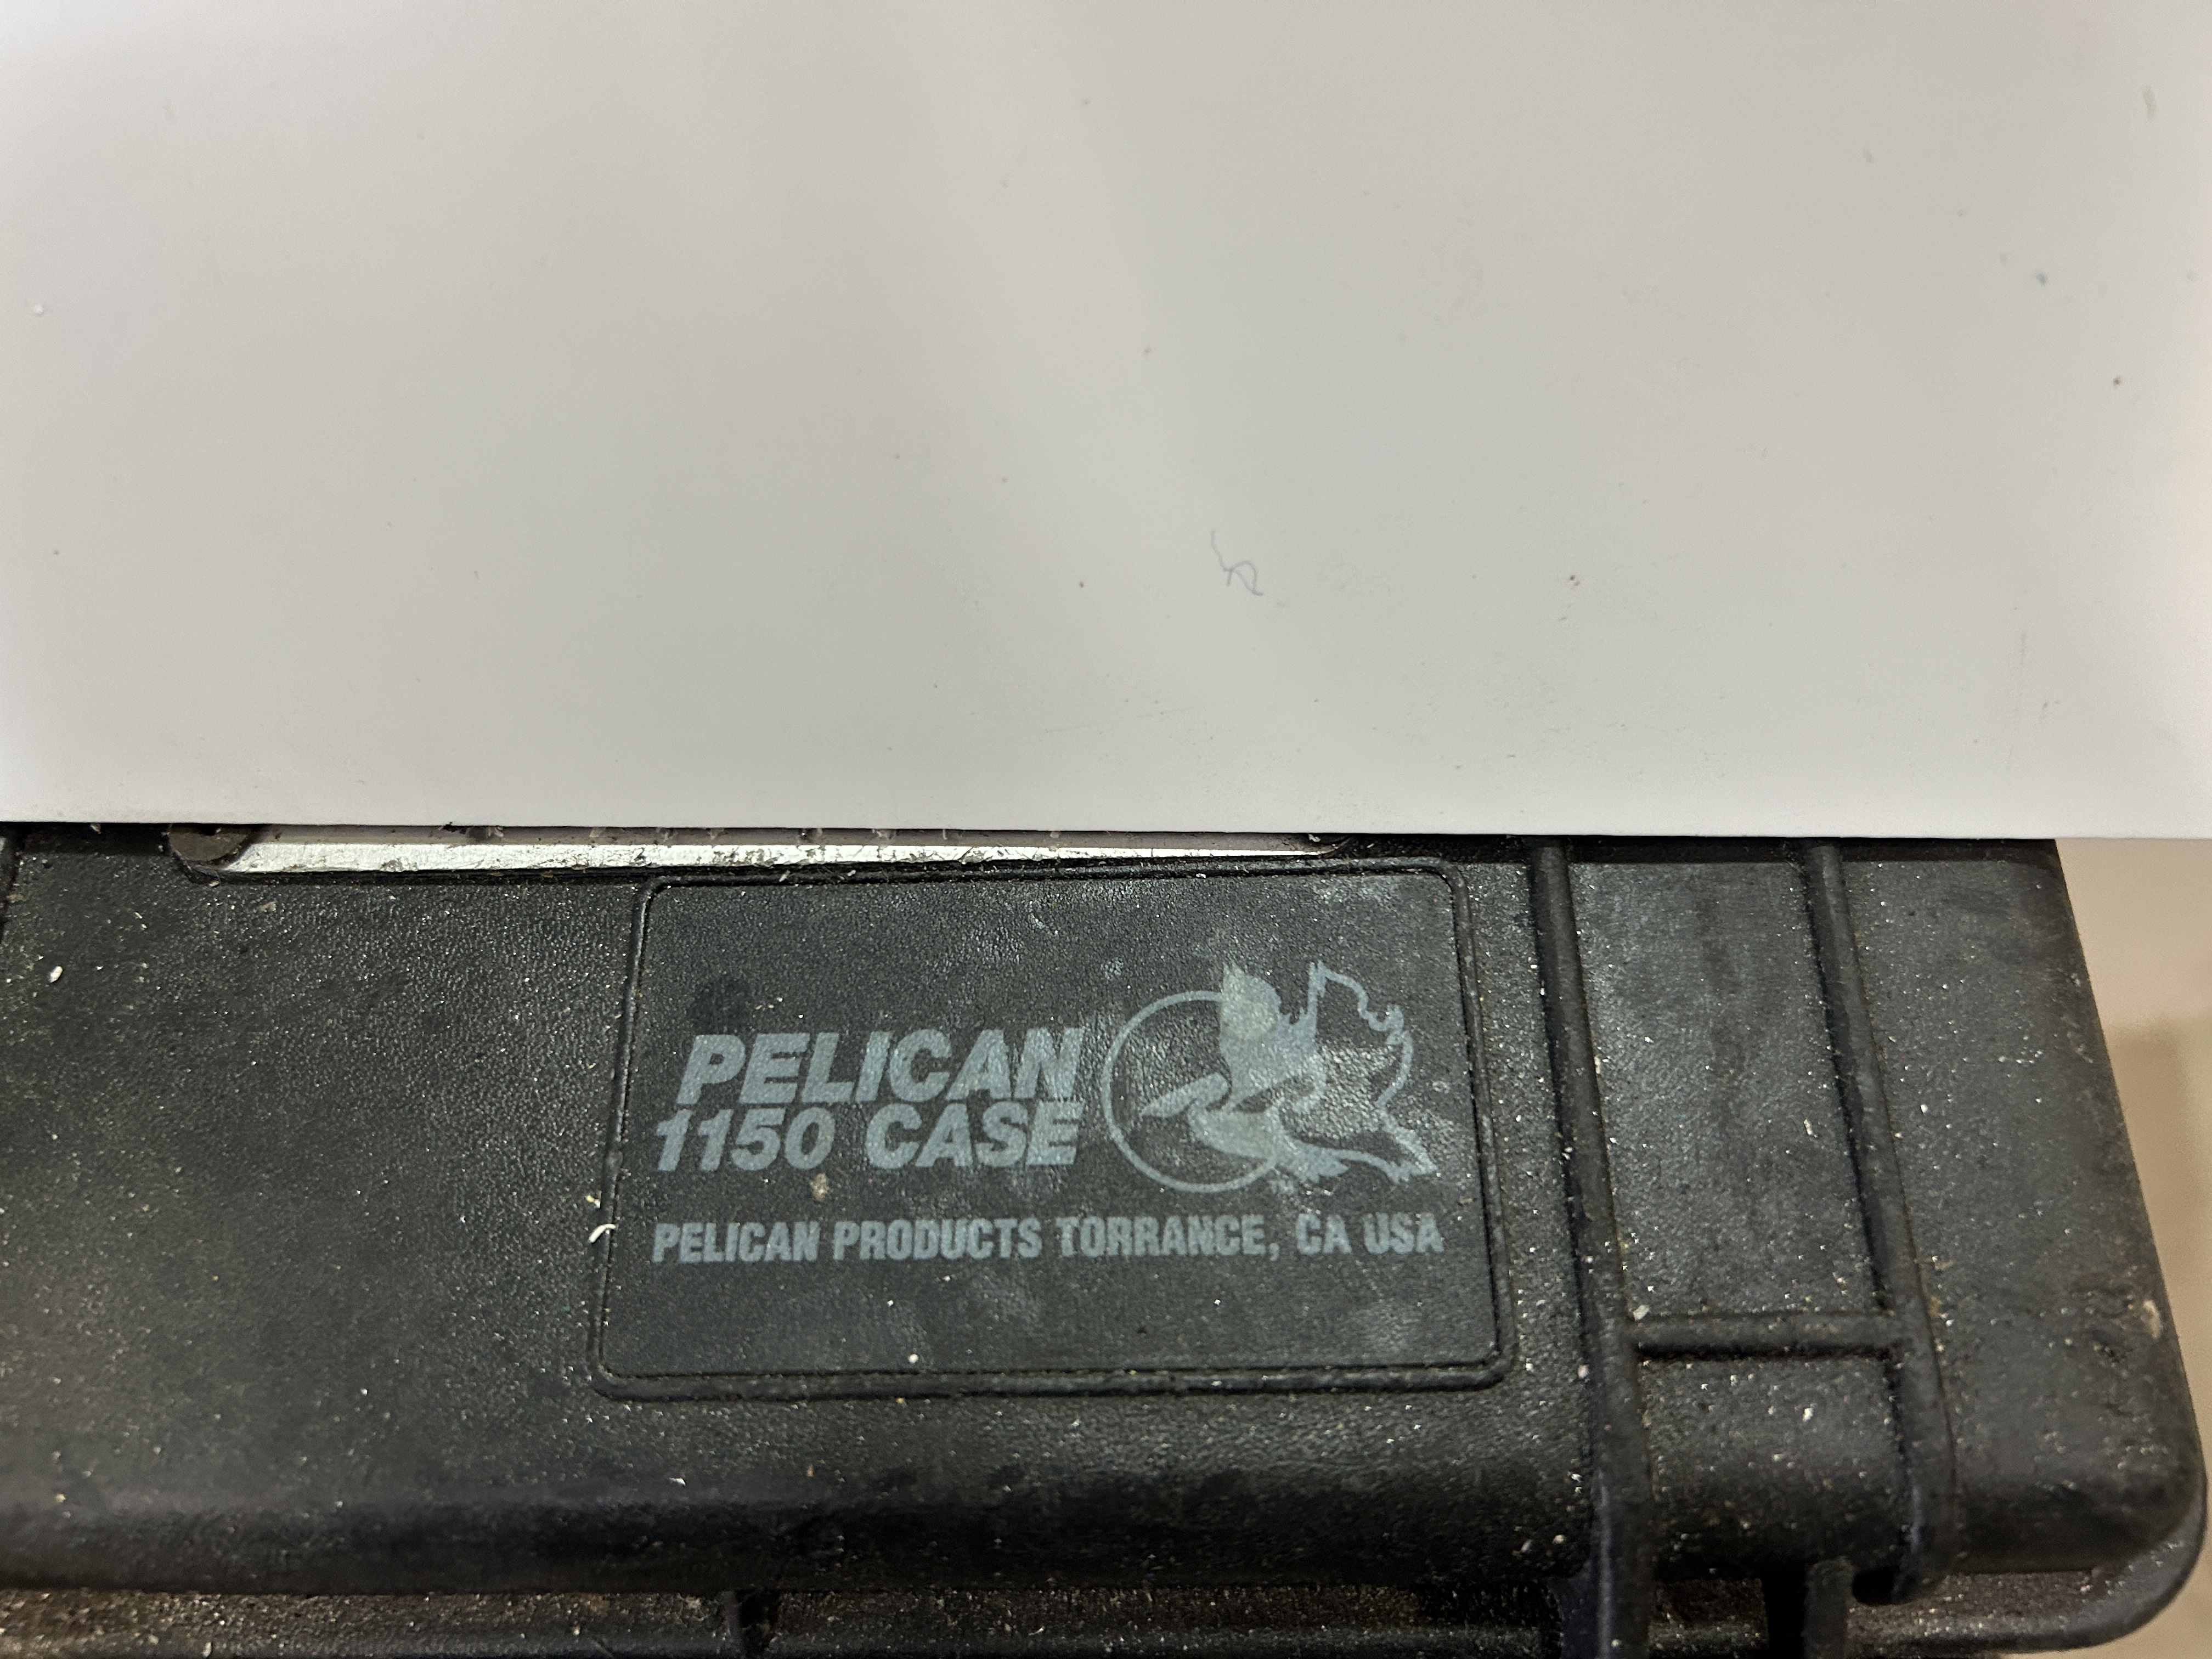 PELICAN
1150 CASE
PELICAN PRODUCTS TORRANCE, CA USA